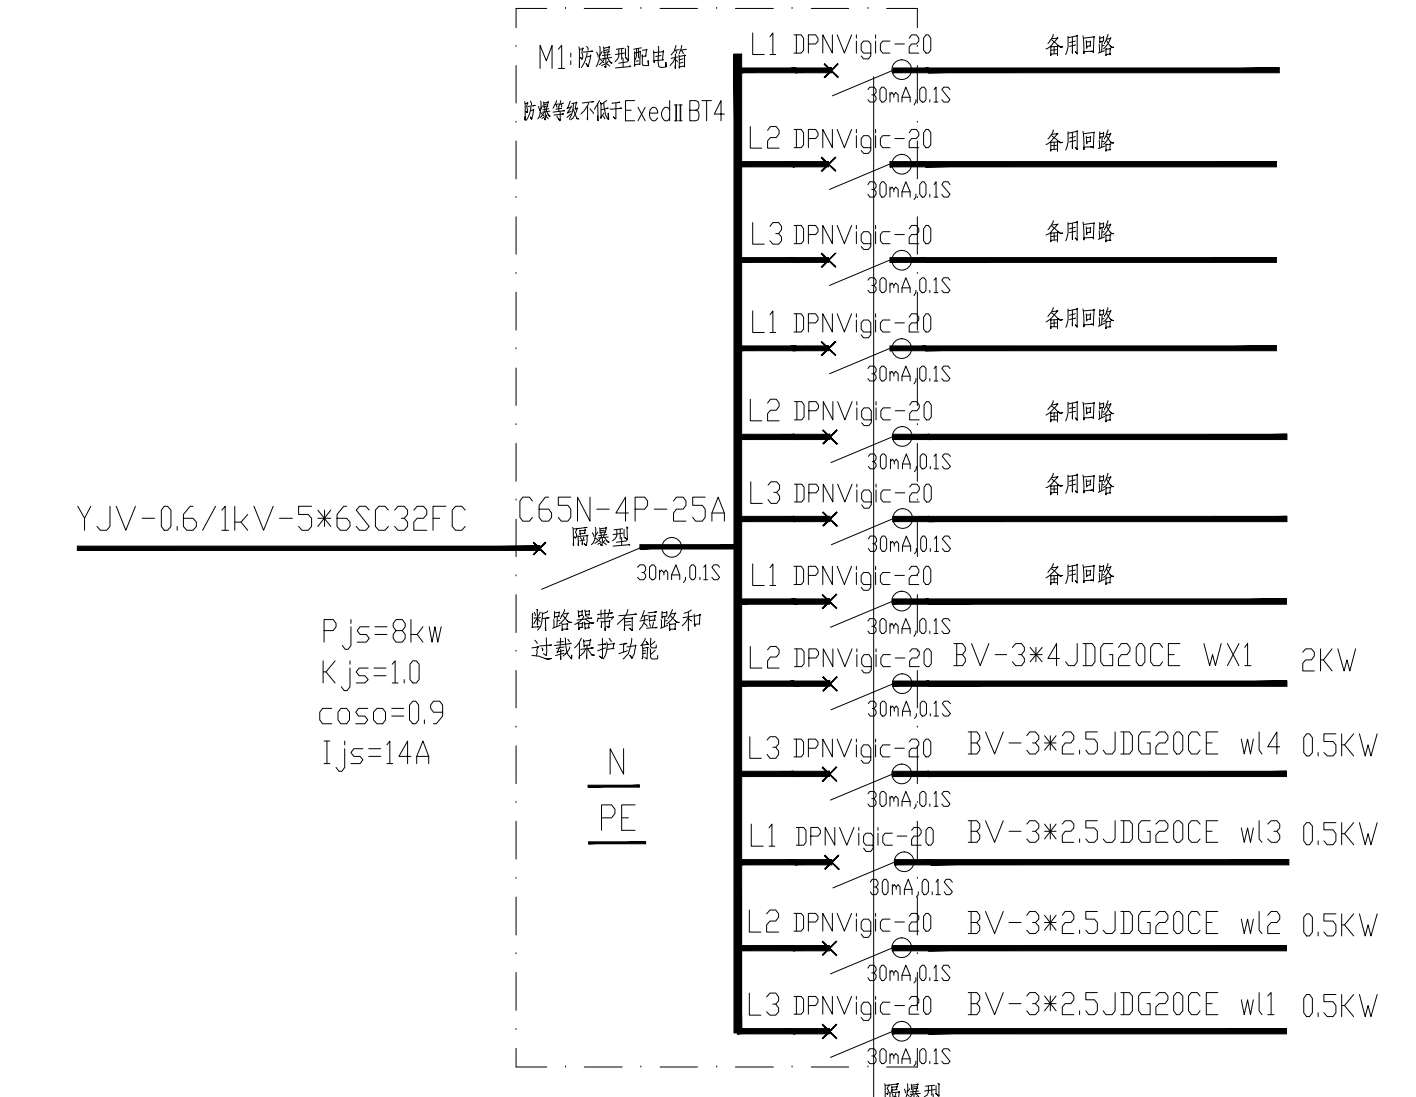 M1:防爆型配电箱
防爆等级不低于ExedⅡBT4
L1 DPNVigic-20 备用回路
30mA,0.1S
L2 DPNVigic-20 备用回路
30mA,0.1S
L3 DPNVigic-20 备用回路
30mA,0.1S
L1 DPNVigic-20 备用回路
30mA,0.1S
L2 DPNVigic-20 备用回路
30mA,0.1S
L3 DPNVigic-20 备用回路
30mA,0.1S
YJV-0.6/1kV-5*6SC32FC
C65N-4P-25A
隔爆型
30mA,0.1S
断路器带有短路和
过载保护功能
Pjs=8kw
Kjs=1.0
coso=0.9
Ijs=14A
N
PE
L1 DPNVigic-20 备用回路
30mA,0.1S
L2 DPNVigic-20 BV-3*4JDG20CE WX1 2KW
30mA,0.1S
L3 DPNVigic-20 BV-3*2.5JDG20CE wl4 0.5KW
30mA,0.1S
L1 DPNVigic-20 BV-3*2.5JDG20CE wl3 0.5KW
30mA,0.1S
L2 DPNVigic-20 BV-3*2.5JDG20CE wl2 0.5KW
30mA,0.1S
L3 DPNVigic-20 BV-3*2.5JDG20CE wl1 0.5KW
30mA,0.1S
隔爆型